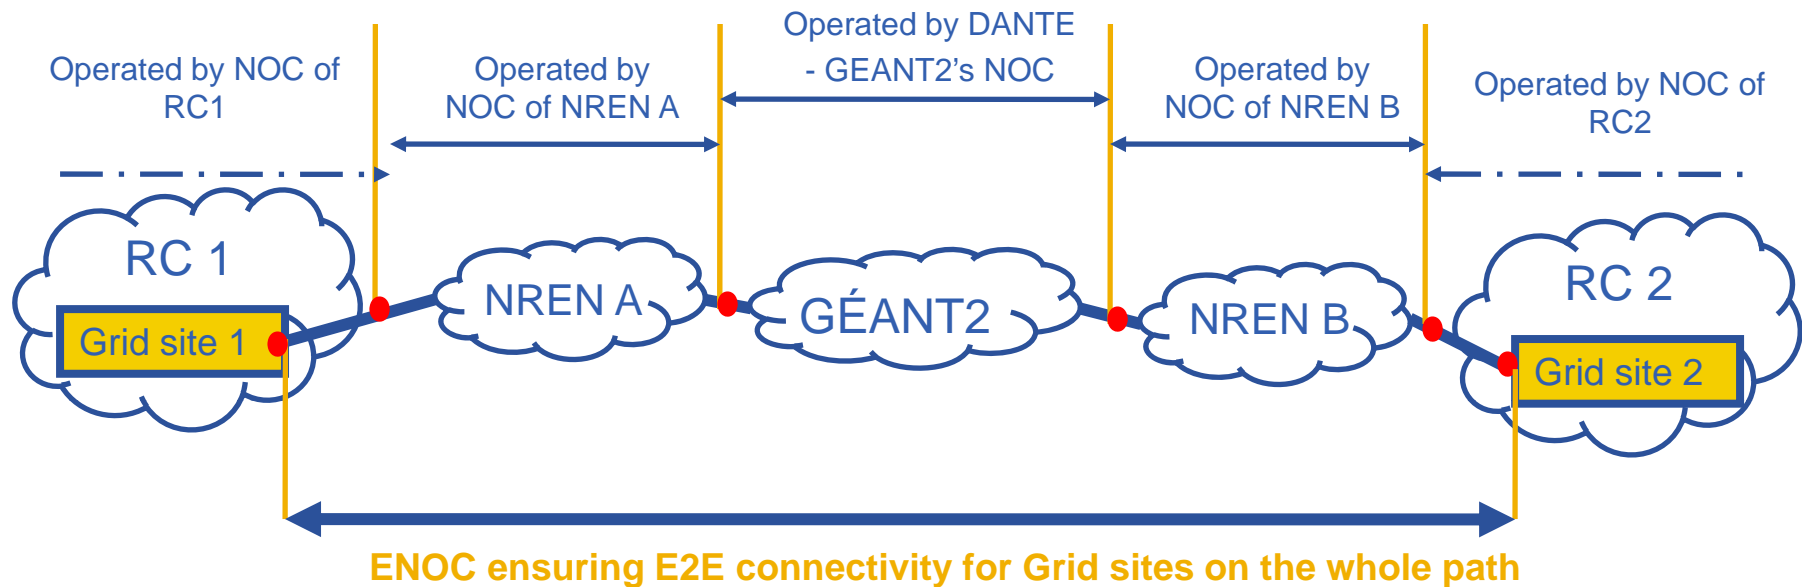 Operated by NOC of
RC1
Operated by
NOC of NREN A
Operated by DANTE
- GEANT2's NOC
Operated by
NOC of NREN B
Operated by NOC of
RC2
RC 1
Grid site 1
NREN A
GÉANT2
NREN B
RC 2
Grid site 2
ENOC ensuring E2E connectivity for Grid sites on the whole path